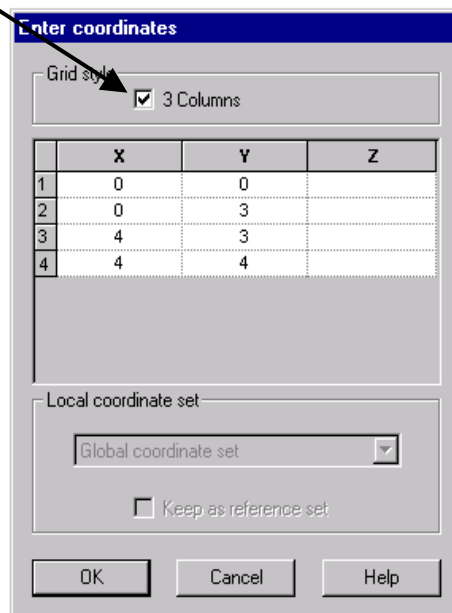 Enter coordinates
Grid style
3 Columns
X Y Z
1 0 0
2 0 3
3 4 3
4 4 4
Local coordinate set
Global coordinate set
Keep as reference set
OK Cancel Help